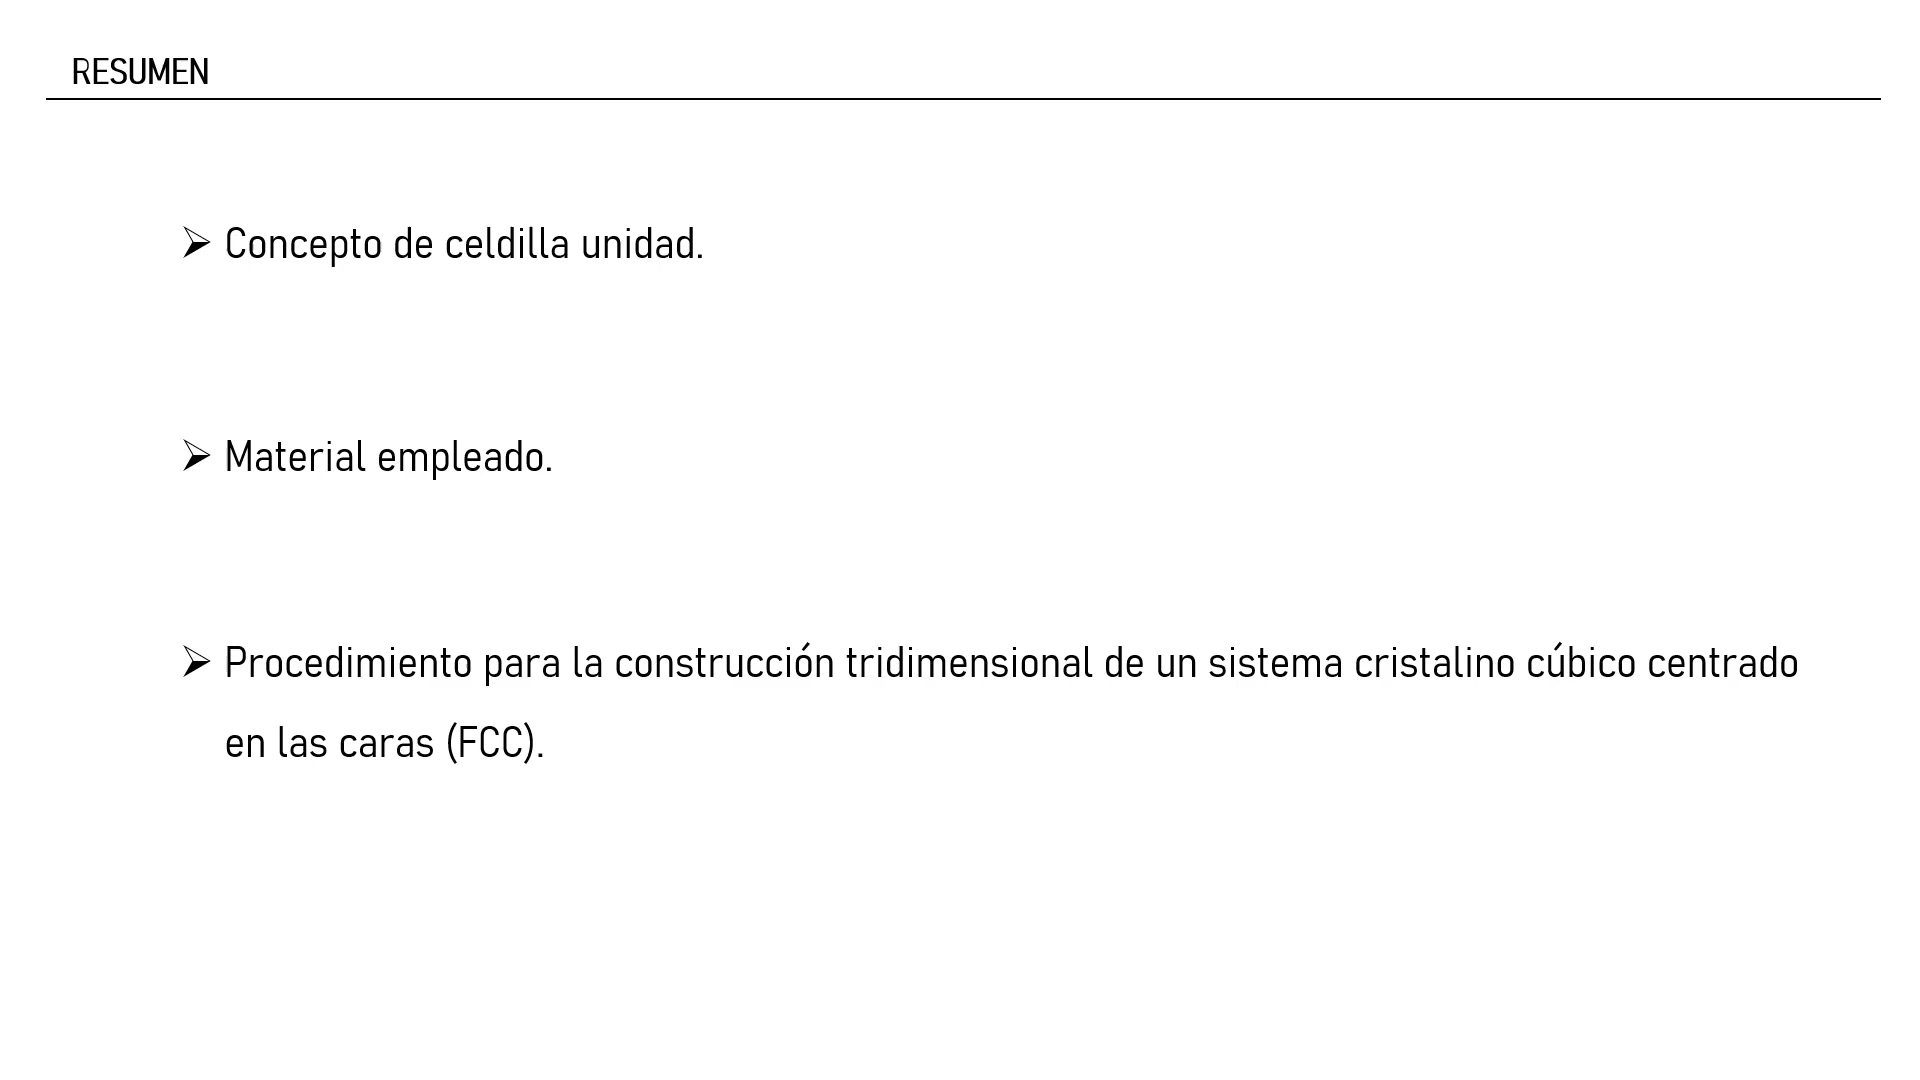 RESUMEN
➢ Concepto de celdilla unidad.
➢ Material empleado.
➢ Procedimiento para la construcción tridimensional de un sistema cristalino cúbico centrado
en las caras (FCC).